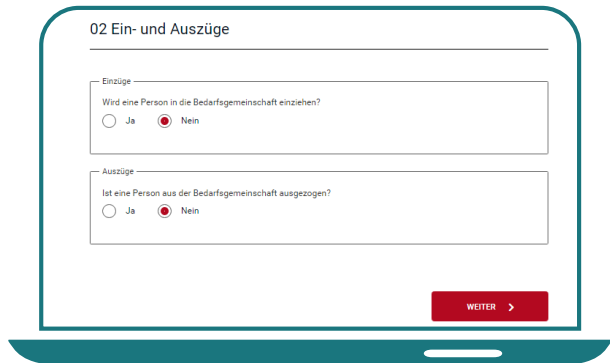 02 Ein- und Auszüge
Einzüge
Wird eine Person in die Bedarfsgemeinschaft einziehen?
Ja Nein
Auszüge
Ist eine Person aus der Bedarfsgemeinschaft ausgezogen?
Ja Nein
WEITER